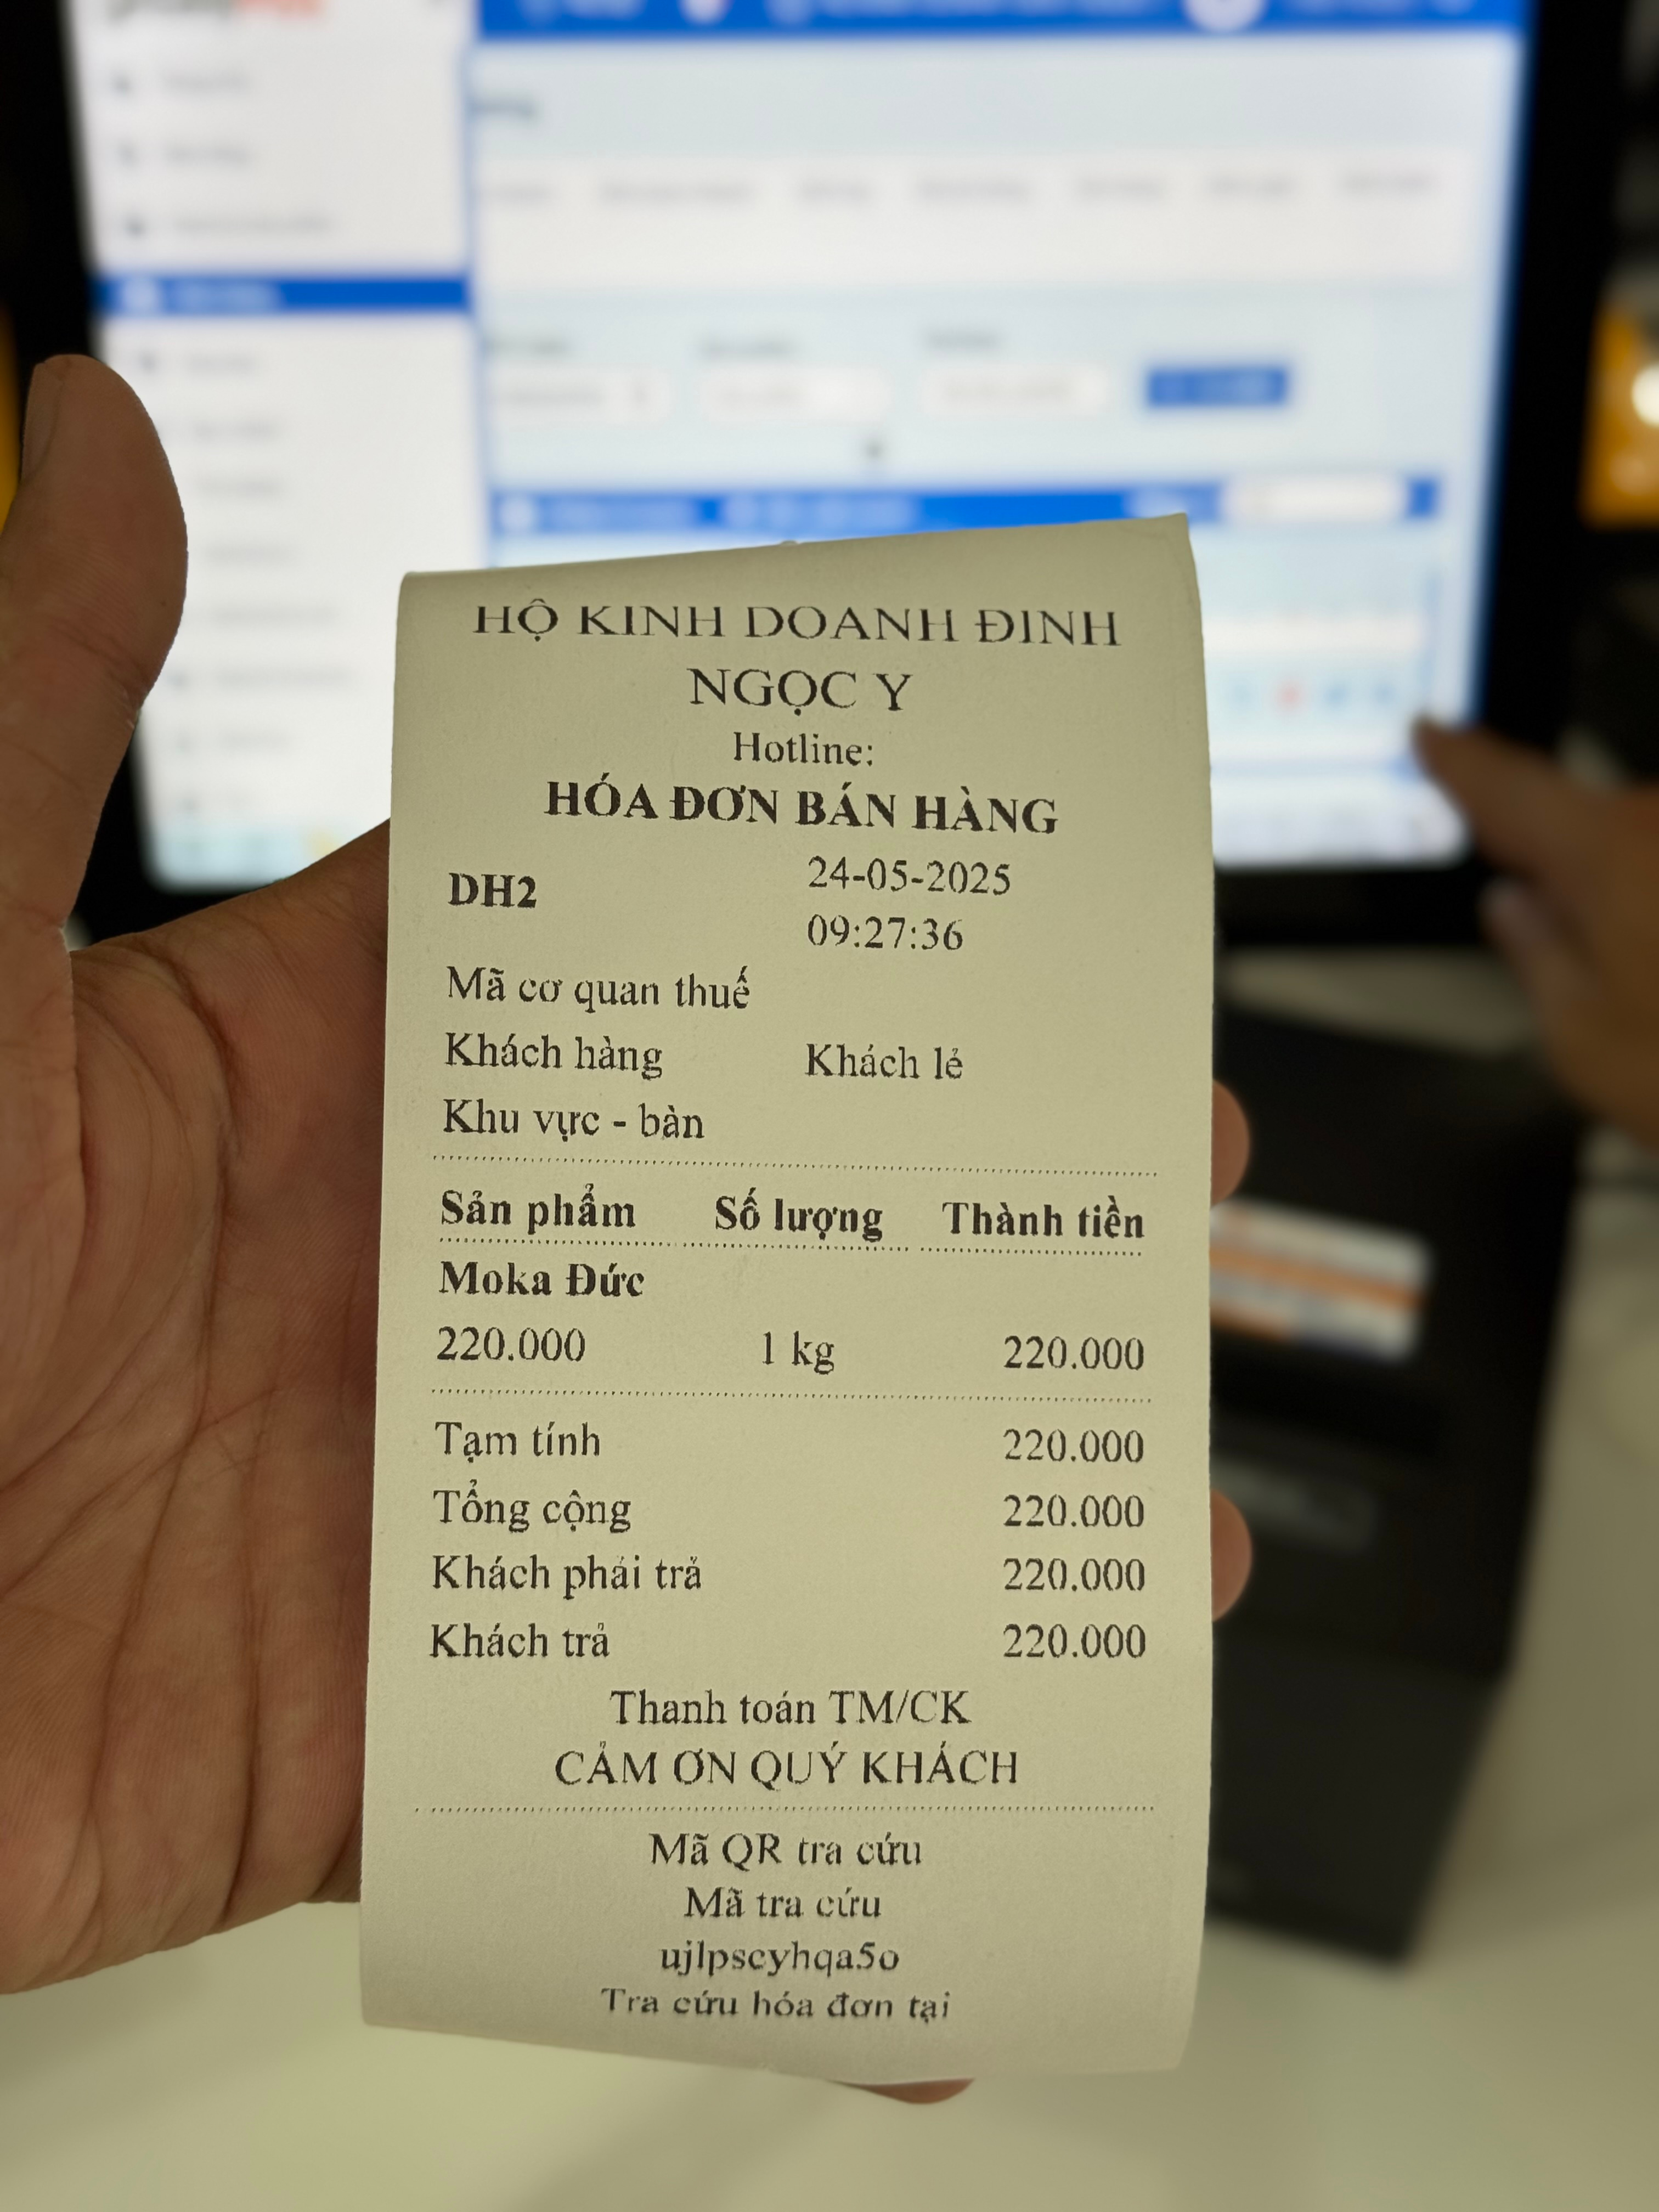 HỘ KINH DOANH ĐINH
NGỌC Y
Hotline:
HÓA ĐƠN BÁN HÀNG
DH2 24-05-2025
09:27:36
Mã cơ quan thuế
Khách hàng Khách lẻ
Khu vực - bàn
Sản phẩm Số lượng Thành tiền
Moka Đức
220.000 1 kg 220.000
Tạm tính 220.000
Tổng cộng 220.000
Khách phải trả 220.000
Khách trả 220.000
Thanh toán TM/CK
CẢM ƠN QUÝ KHÁCH
Mã QR tra cứu
Mã tra cứu
ujlpscyhqa5o
Tra cứu hóa đơn tại